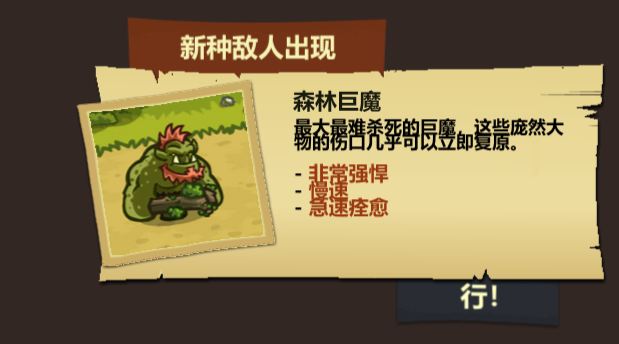 新种敌人出现
森林巨魔
最大最难杀死的巨魔，这些庞然大
物的伤口几乎可以立即复原。
- 非常强悍
- 慢速
- 急速痊愈
行！